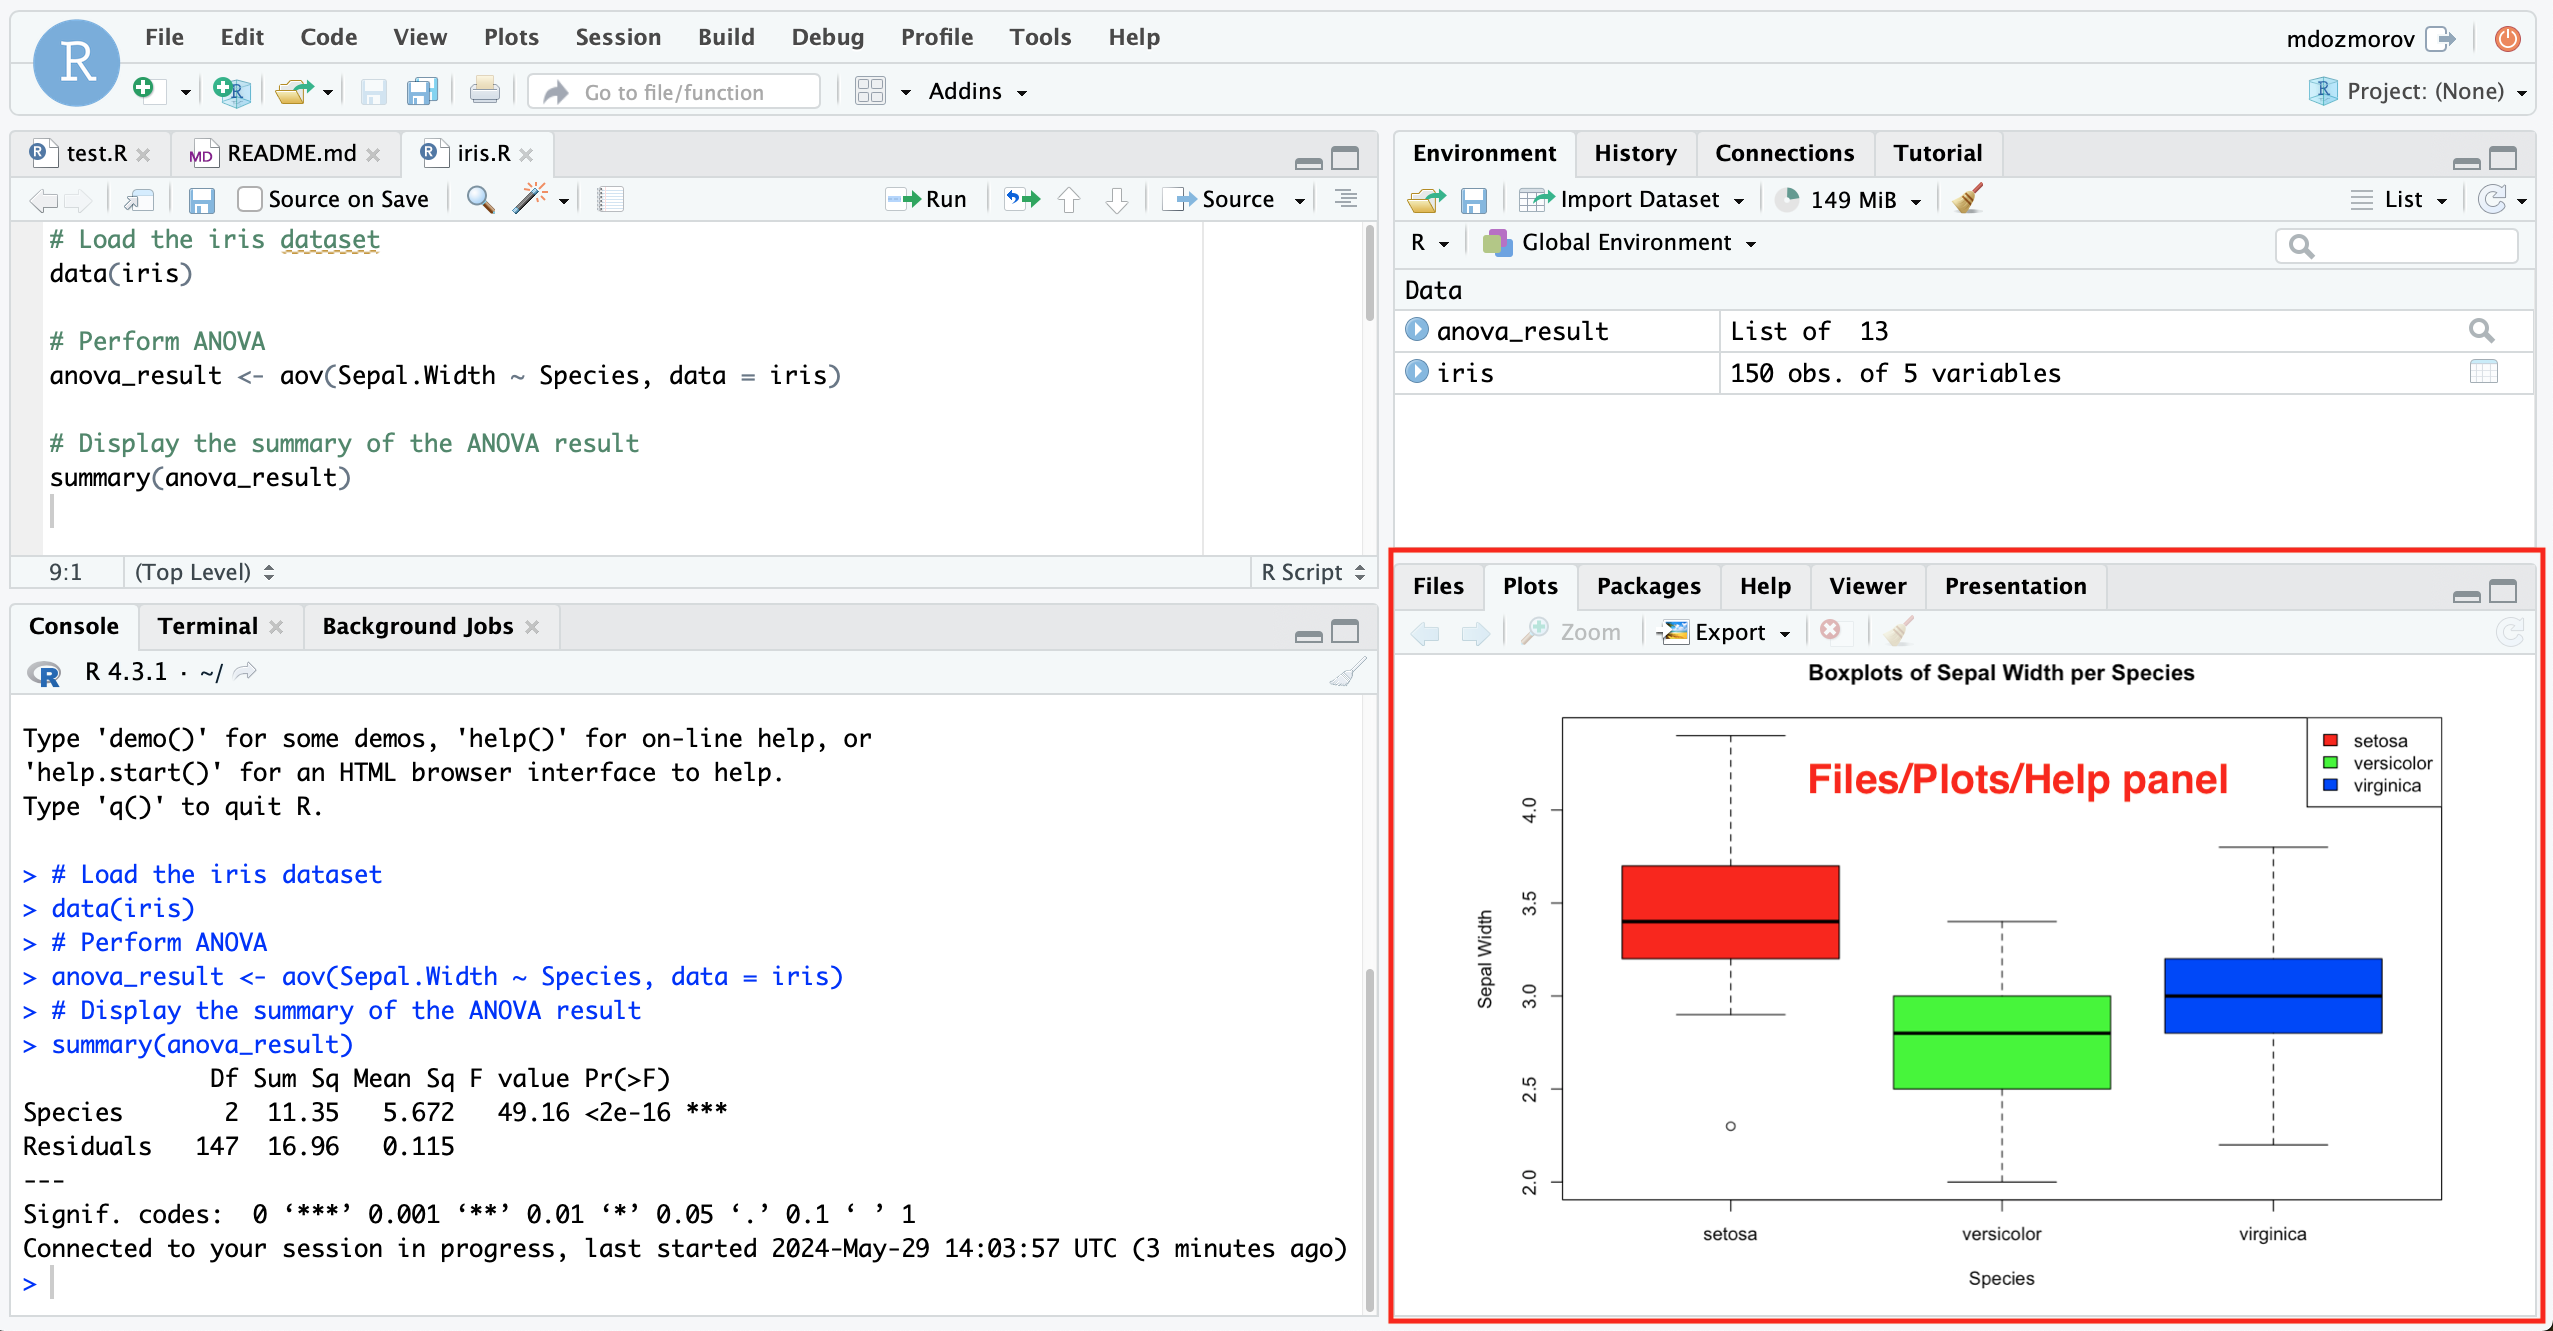 R
File Edit Code View Plots Session Build Debug Profile Tools Help
mdozmorov
Go to file/function
Addins
Project: (None)
test.R
README.md
iris.R
Source on Save
Run
Source
# Load the iris dataset
data(iris)
# Perform ANOVA
anova_result <- aov(Sepal.Width ~ Species, data = iris)
# Display the summary of the ANOVA result
summary(anova_result)
9:1
(Top Level)
R Script
Console
Terminal
Background Jobs
R 4.3.1 · ~/
Type 'demo()' for some demos, 'help()' for on-line help, or
'help.start()' for an HTML browser interface to help.
Type 'q()' to quit R.
> # Load the iris dataset
> data(iris)
> # Perform ANOVA
> anova_result <- aov(Sepal.Width ~ Species, data = iris)
> # Display the summary of the ANOVA result
> summary(anova_result)
Df Sum Sq Mean Sq F value Pr(>F)
Species 2 11.35 5.672 49.16 <2e-16 ***
Residuals 147 16.96 0.115
---
Signif. codes: 0 ‘***’ 0.001 ‘**’ 0.01 ‘*’ 0.05 ‘.’ 0.1 ‘ ’ 1
Connected to your session in progress, last started 2024-May-29 14:03:57 UTC (3 minutes ago)
>
Environment
History
Connections
Tutorial
Import Dataset
149 MiB
List
R
Global Environment
Data
anova_result List of 13
iris 150 obs. of 5 variables
Files
Plots
Packages
Help
Viewer
Presentation
Zoom
Export
Boxplots of Sepal Width per Species
Files/Plots/Help panel
setosa
versicolor
virginica
Sepal Width
4.0
3.5
3.0
2.5
2.0
setosa
versicolor
virginica
Species